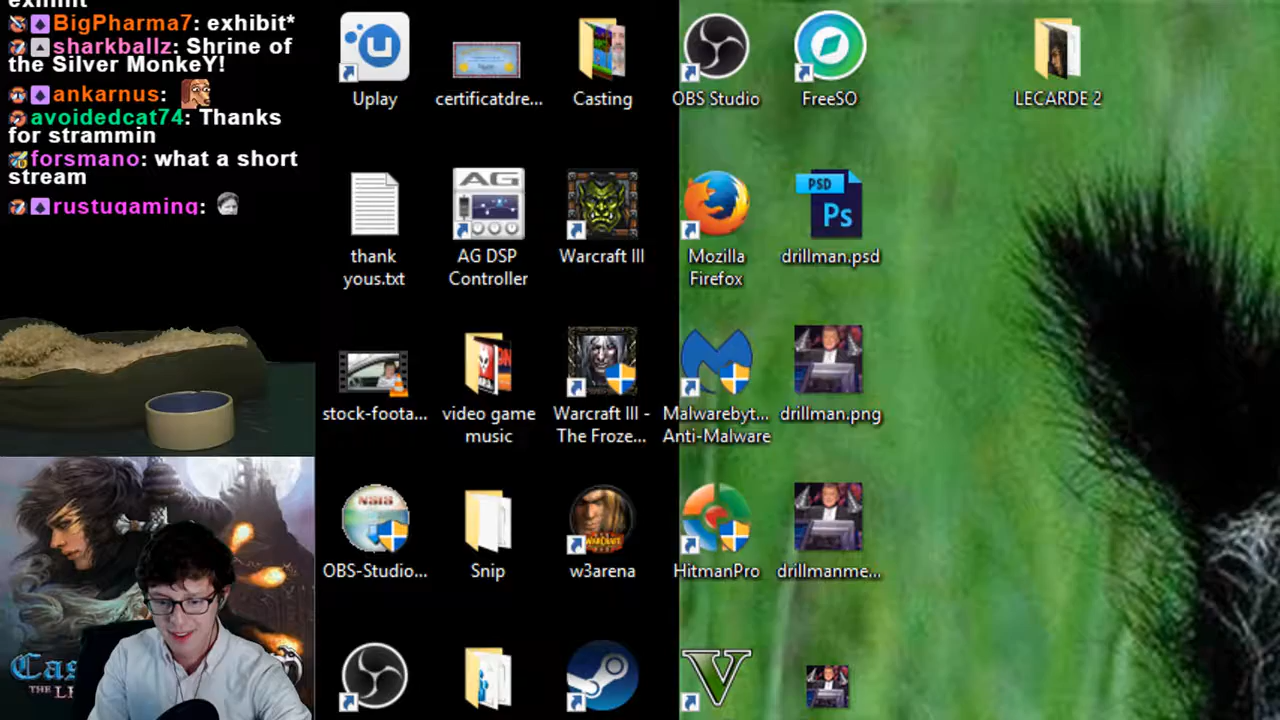 BigPharma7: exhibit*
sharkballz: Shrine of
the Silver MonkeY!
ankarnus:
avoidedcat74: Thanks
for strammin
forsmano: what a short
stream
rustugaming:
Uplay
certificatdre...
Casting
OBS Studio
FreeSO
LECARDE 2
AG
PSD
Ps
thank
yous.txt
AG DSP
Controller
Warcraft III
Mozilla
Firefox
drillman.psd
stock-foota...
video game
music
Warcraft III -
The Froze...
Malwarebyt...
Anti-Malware
drillman.png
NSIS
OBS-Studio...
Snip
w3arena
HitmanPro
drillmanme...
V